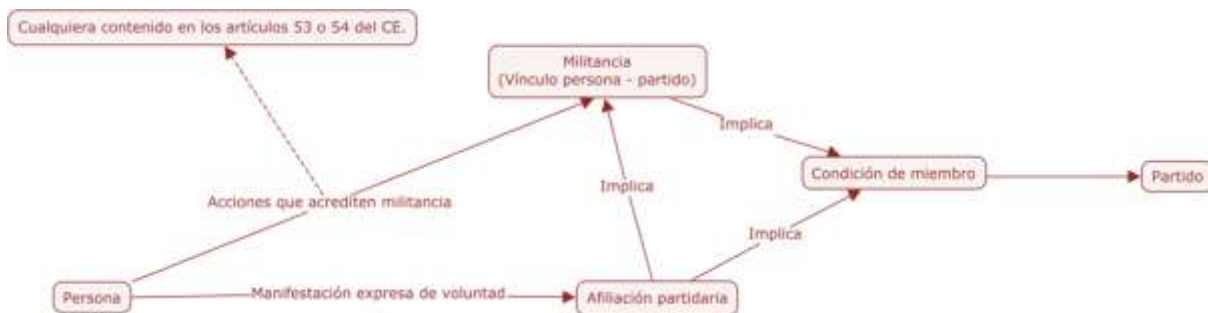 Cualquiera contenido en los artículos 53 o 54 del CE.
Militancia
(Vínculo persona - partido)
Implica
Condición de miembro
Partido
Implica
Acciones que acrediten militancia
Implica
Persona
Manifestación expresa de voluntad
Afiliación partidaria